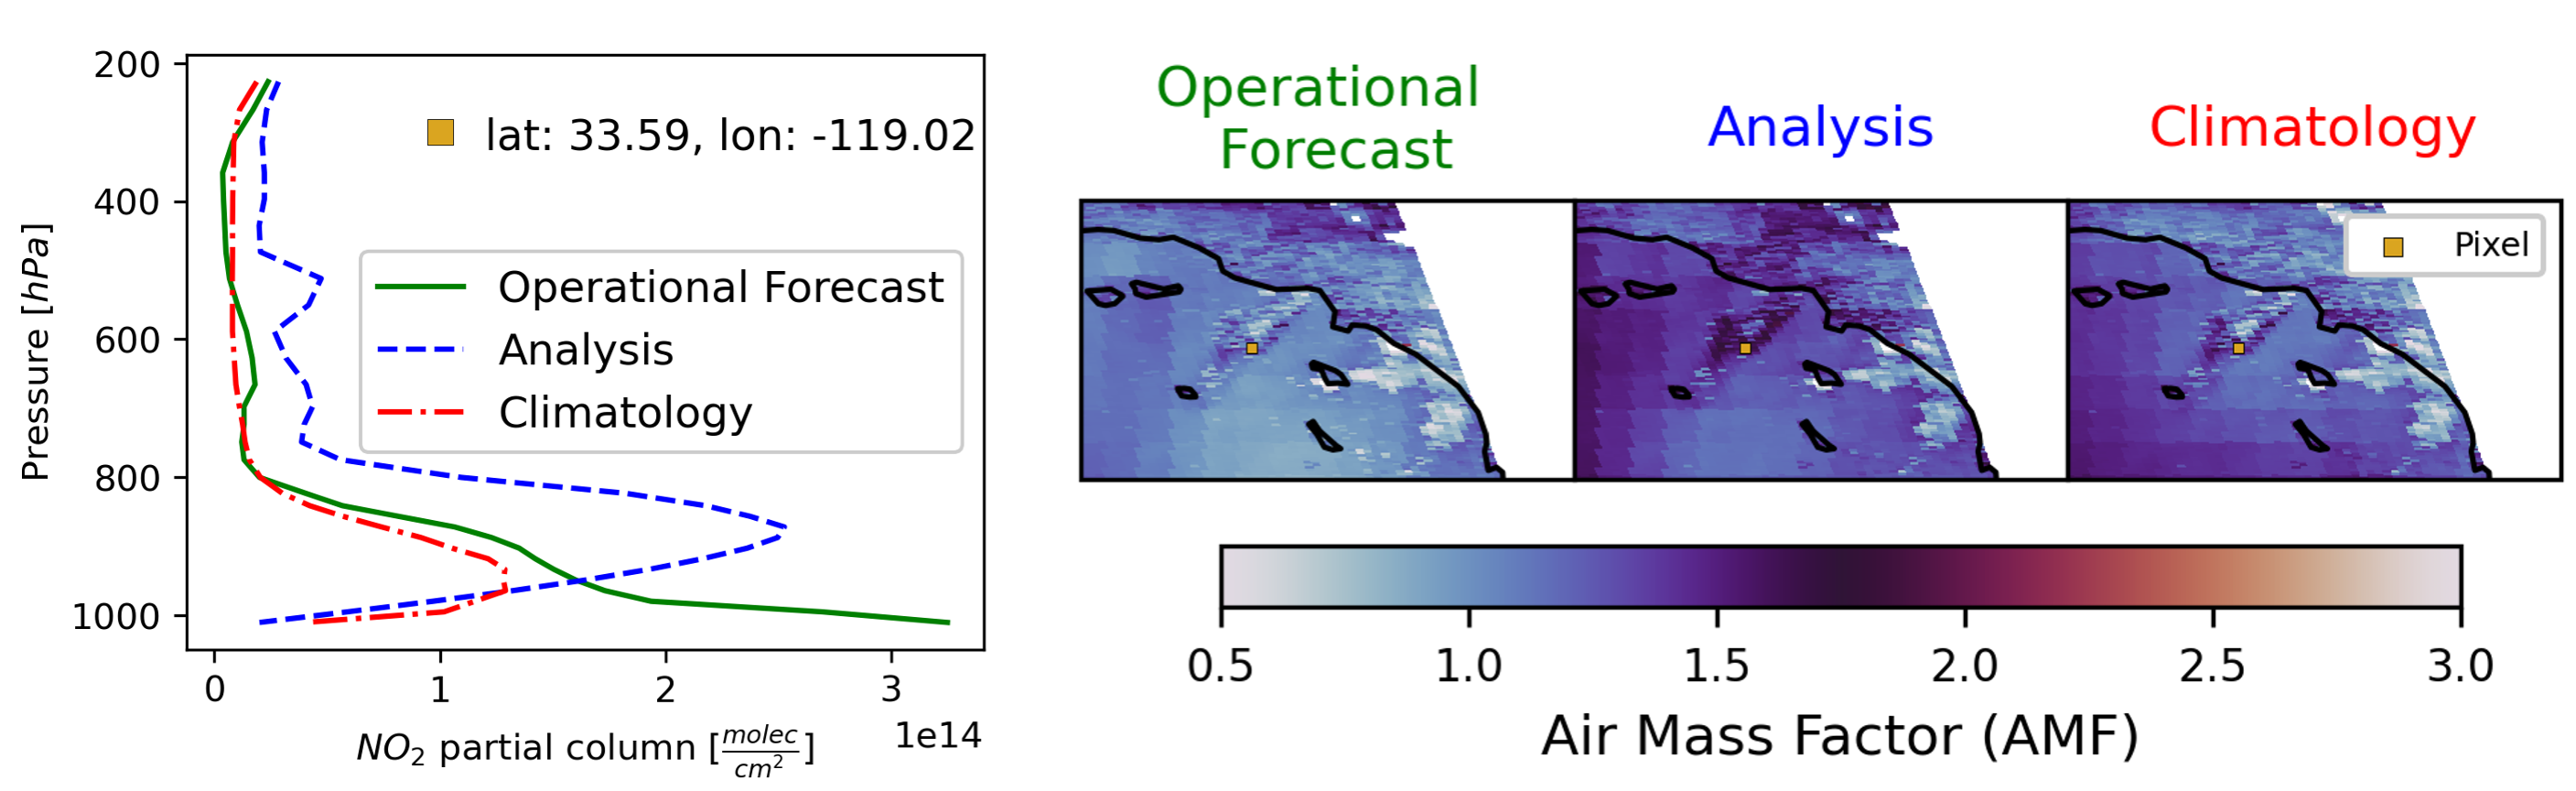 200
400
600
800
1000
Pressure [hPa]
lat: 33.59, lon: -119.02
Operational Forecast
Analysis
Climatology
0 1 2 3
1e14
NO₂ partial column [molec/cm²]
Operational
Forecast
Analysis
Climatology
Pixel
0.5 1.0 1.5 2.0 2.5 3.0
Air Mass Factor (AMF)